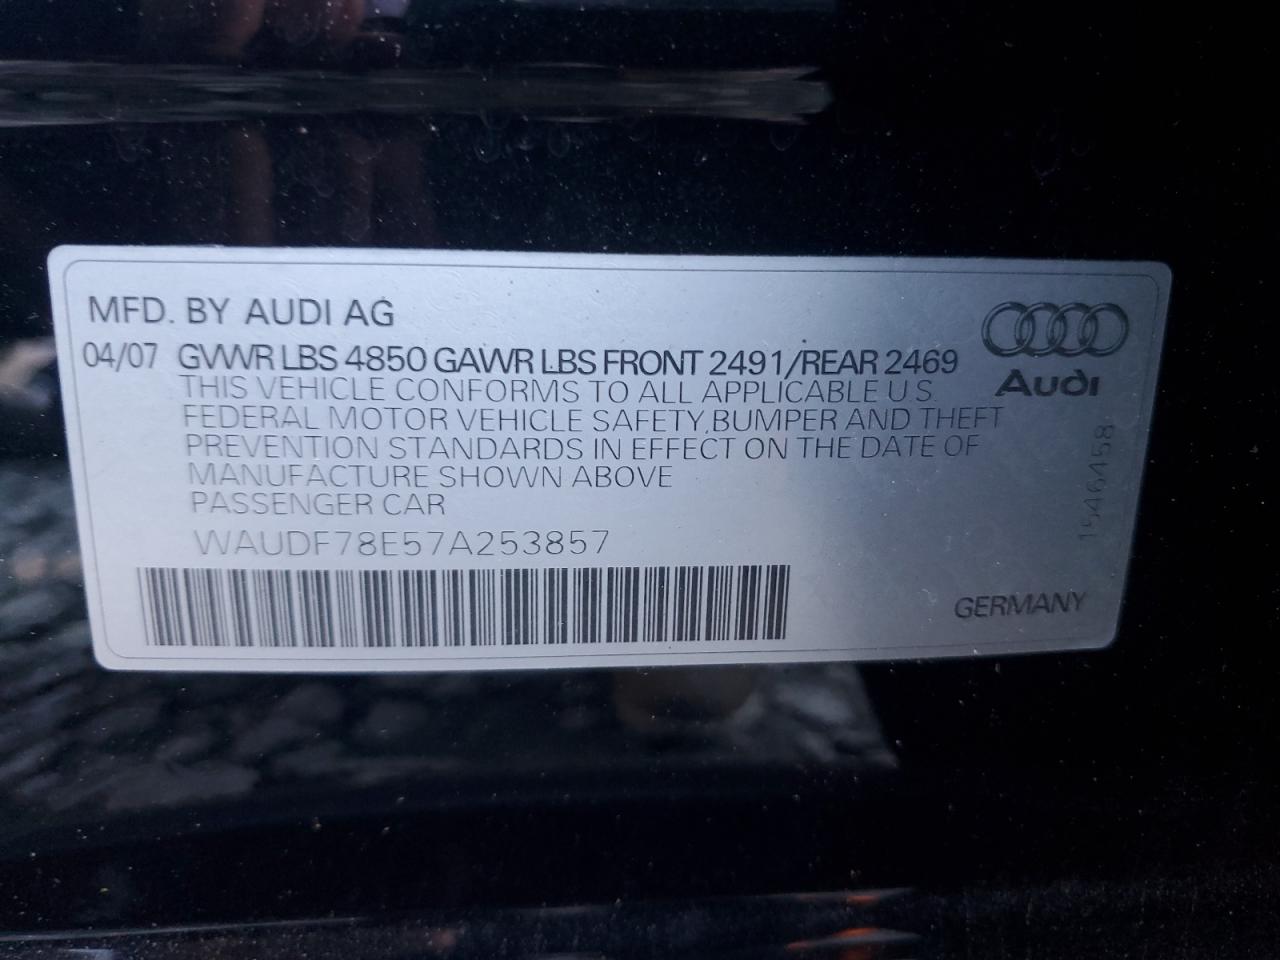 MFD. BY AUDI AG
04/07 GVWR LBS 4850 GAWR LBS FRONT 2491/REAR 2469
THIS VEHICLE CONFORMS TO ALL APPLICABLE U.S.
FEDERAL MOTOR VEHICLE SAFETY, BUMPER AND THEFT
PREVENTION STANDARDS IN EFFECT ON THE DATE OF
MANUFACTURE SHOWN ABOVE
PASSENGER CAR
WAUDF78E57A253857
Audi
1546458
GERMANY